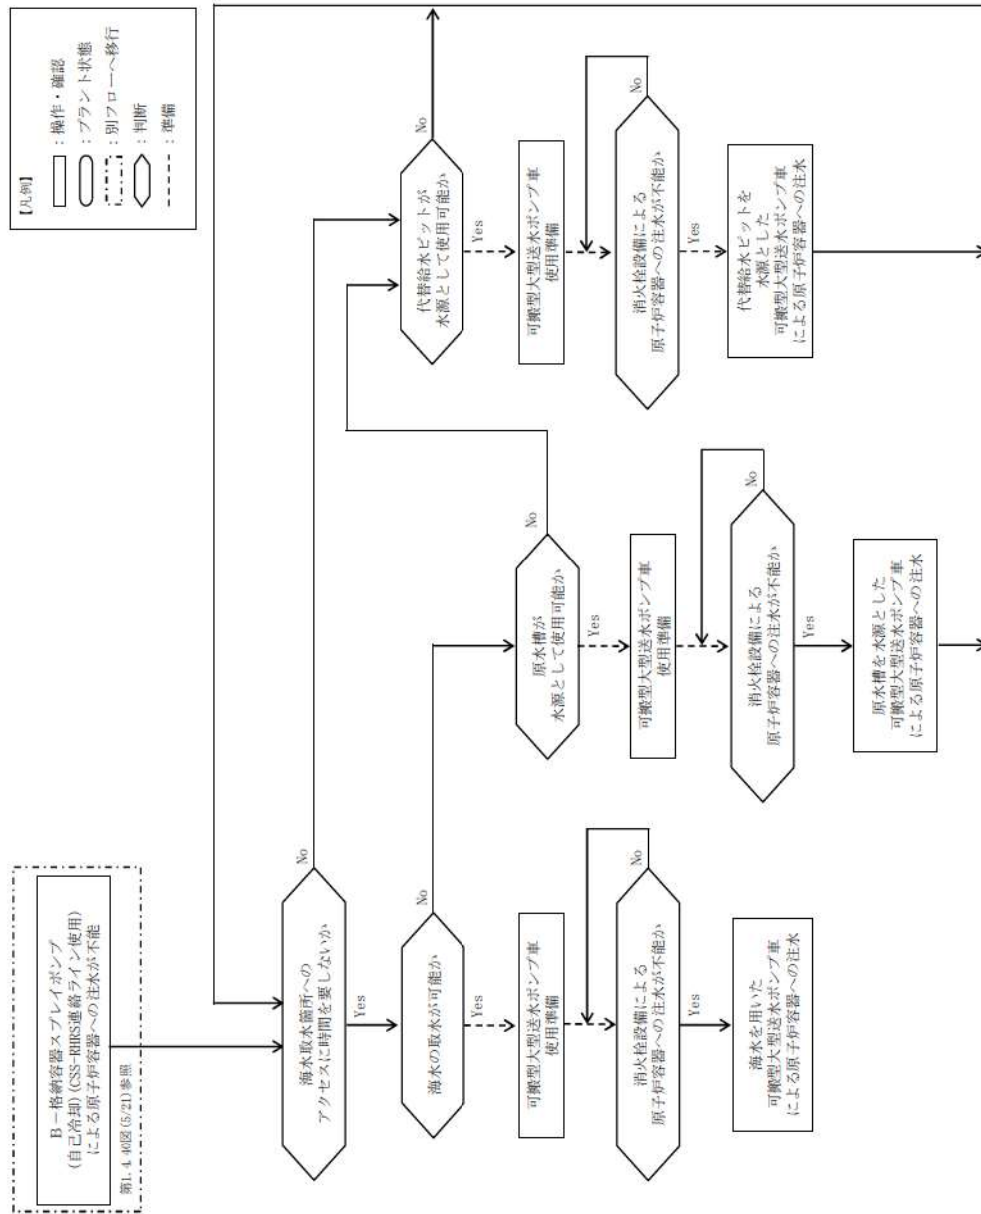 【凡例】
：操作・確認
：プラント状態
：別フローへ移行
：判断
：準備
B－格納容器スプレイポンプ
(自己冷却)(CSS-RHRS連絡ライン使用)
による原子炉容器への注水が不能
第1.4.40図(5/21)参照
海水取水箇所への
アクセスに時間を要しないか
No
Yes
海水の取水が可能か
No
Yes
可搬型大型送水ポンプ車
使用準備
消火栓設備による
原子炉容器への注水が不能か
No
Yes
海水を用いた
可搬型大型送水ポンプ車
による原子炉容器への注水
原水槽が
水源として使用可能か
No
Yes
可搬型大型送水ポンプ車
使用準備
消火栓設備による
原子炉容器への注水が不能か
No
Yes
原水槽を水源とした
可搬型大型送水ポンプ車
による原子炉容器への注水
代替給水ピットが
水源として使用可能か
No
Yes
可搬型大型送水ポンプ車
使用準備
消火栓設備による
原子炉容器への注水が不能か
No
Yes
代替給水ピットを
水源とした
可搬型大型送水ポンプ車
による原子炉容器への注水